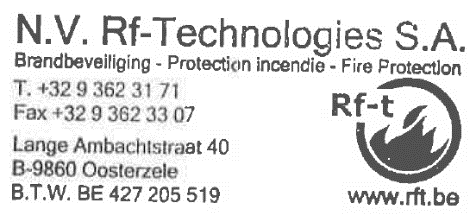 N.V. Rf-Technologies S.A.
Brandbeveiliging - Protection incendie - Fire Protection
T. +32 9 362 31 71
Fax +32 9 362 33 07
Rf-t
Lange Ambachtstraat 40
B-9860 Oosterzele
B.T.W. BE 427 205 519
www.rft.be